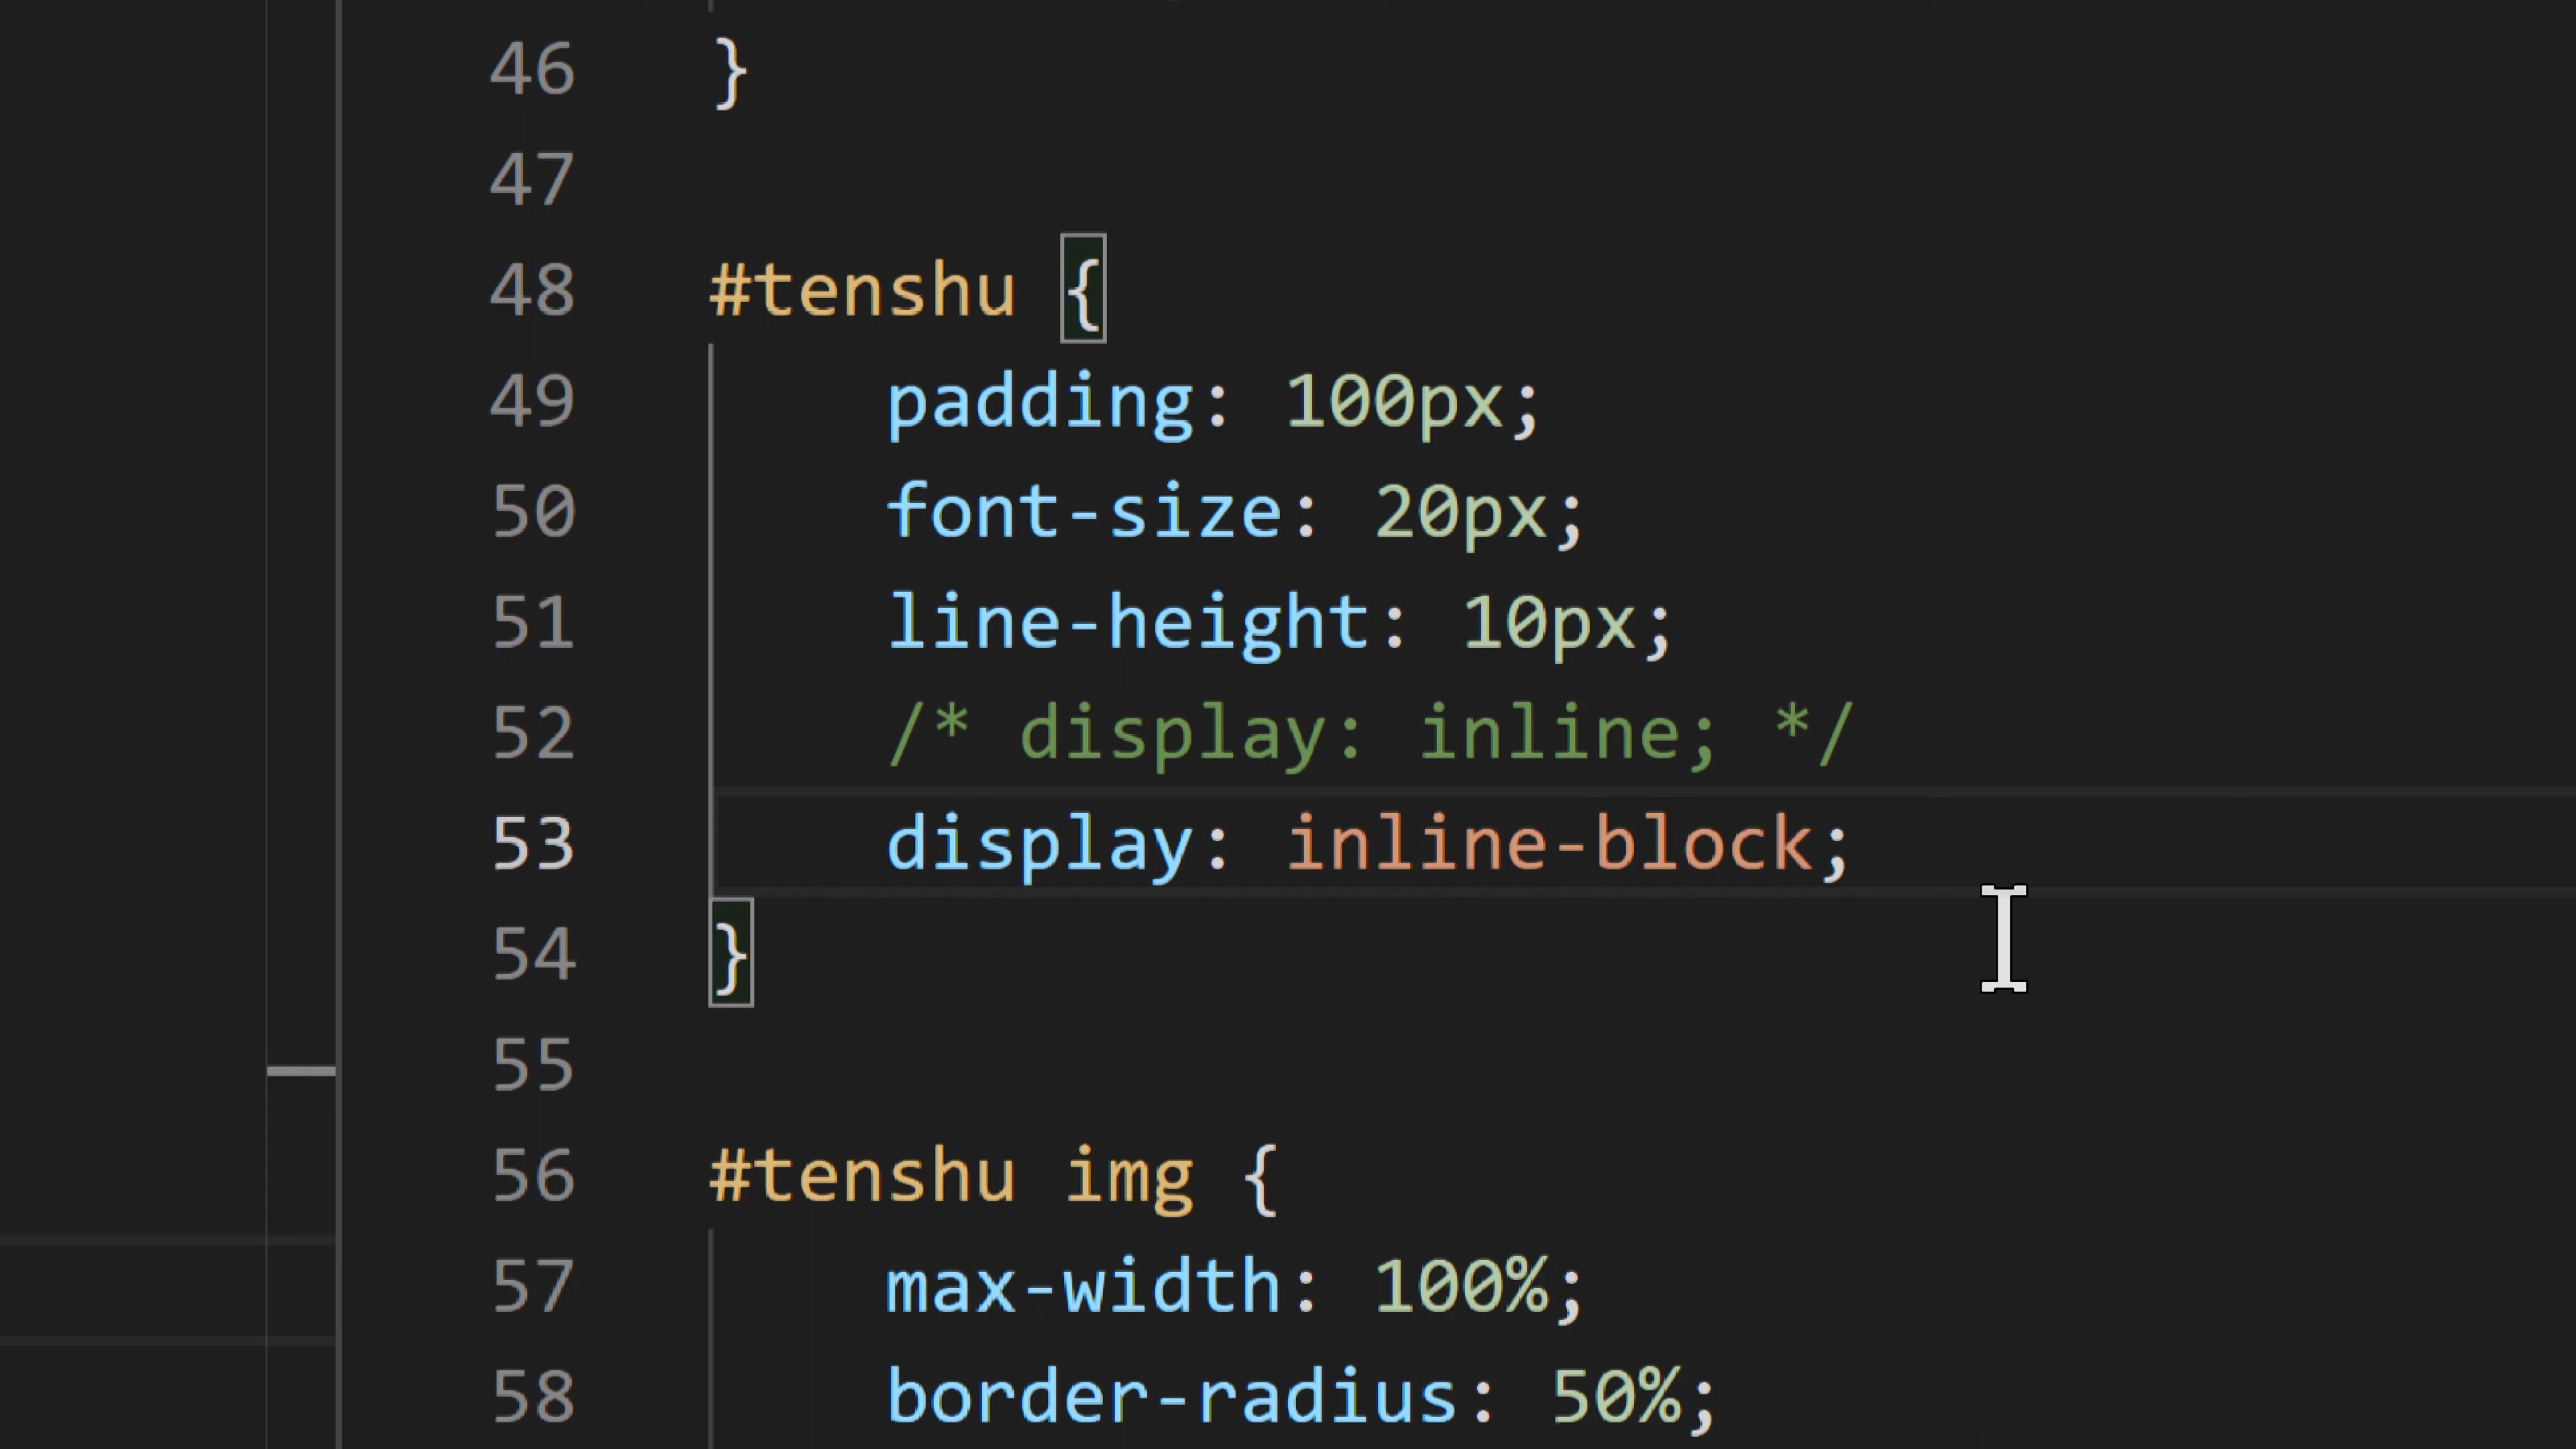 46 }
47
48 #tenshu {
49 padding: 100px;
50 font-size: 20px;
51 line-height: 10px;
52 /* display: inline; */
53 display: inline-block;
54 }
55
56 #tenshu img {
57 max-width: 100%;
58 border-radius: 50%;